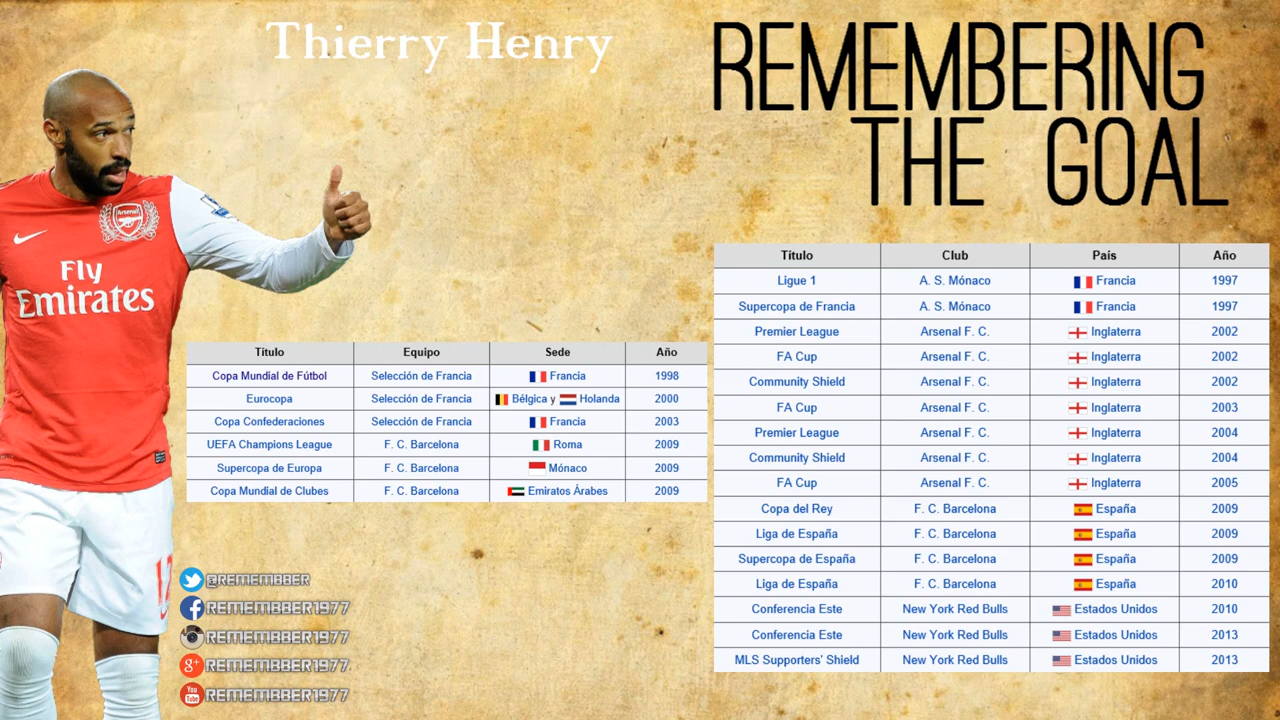 Thierry Henry
REMEMBERING
THE GOAL
Arsenal
Fly
Emirates
Título Equipo Sede Año
Copa Mundial de Fútbol Selección de Francia Francia 1998
Eurocopa Selección de Francia Bélgica y Holanda 2000
Copa Confederaciones Selección de Francia Francia 2003
UEFA Champions League F. C. Barcelona Roma 2009
Supercopa de Europa F. C. Barcelona Mónaco 2009
Copa Mundial de Clubes F. C. Barcelona Emiratos Árabes 2009
Título Club País Año
Ligue 1 A. S. Mónaco Francia 1997
Supercopa de Francia A. S. Mónaco Francia 1997
Premier League Arsenal F. C. Inglaterra 2002
FA Cup Arsenal F. C. Inglaterra 2002
Community Shield Arsenal F. C. Inglaterra 2002
FA Cup Arsenal F. C. Inglaterra 2003
Premier League Arsenal F. C. Inglaterra 2004
Community Shield Arsenal F. C. Inglaterra 2004
FA Cup Arsenal F. C. Inglaterra 2005
Copa del Rey F. C. Barcelona España 2009
Liga de España F. C. Barcelona España 2009
Supercopa de España F. C. Barcelona España 2009
Liga de España F. C. Barcelona España 2010
Conferencia Este New York Red Bulls Estados Unidos 2010
Conferencia Este New York Red Bulls Estados Unidos 2013
MLS Supporters' Shield New York Red Bulls Estados Unidos 2013
@REMEMBBER
REMEMBBER1977
REMEMBBER1977
g+ REMEMBBER1977
You Tube REMEMBBER1977